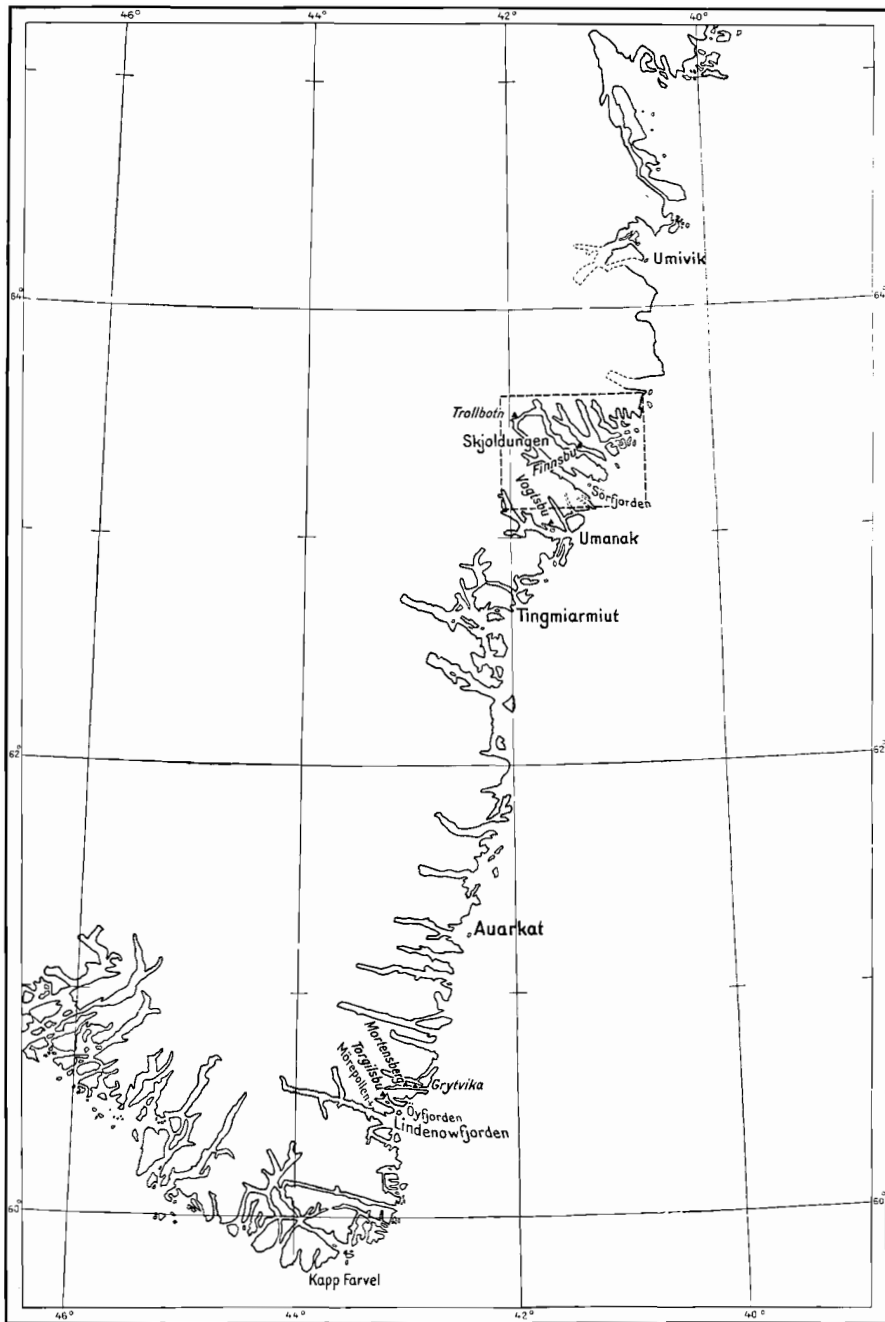 46°
44°
42°
40°
Umivik
64°
64°
Trollbotn
Skjoldungen
Finnsbu
Sörfjorden
Vogtsbu
Umanak
Tingmiarmiut
62°
62°
Auarkat
Mortensberg
Torgilsbu
Mörepollen
Grytvika
Öyfjorden
Lindenowfjorden
60°
60°
Kapp Farvel
46°
44°
42°
40°